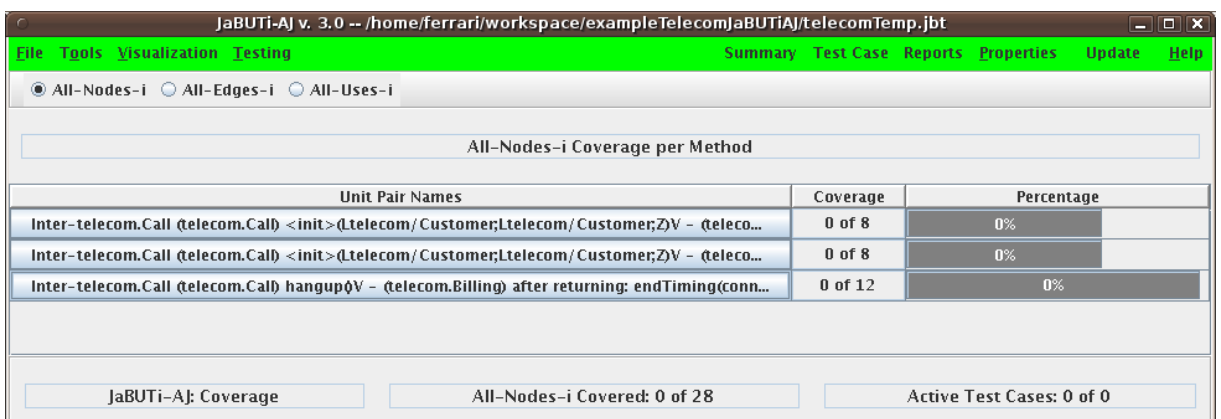 JaBUTi-AJ v. 3.0 -- /home/ferrari/workspace/exampleTelecomJaBUTiAJ/telecomTemp.jbt
File Tools Visualization Testing Summary Test Case Reports Properties Update Help
All-Nodes-i All-Edges-i All-Uses-i
All-Nodes-i Coverage per Method
Unit Pair Names Coverage Percentage
Inter-telecom.Call (telecom.Call) <init>(Ltelecom/Customer;Ltelecom/Customer;Z)V - (teleco... 0 of 8 0%
Inter-telecom.Call (telecom.Call) <init>(Ltelecom/Customer;Ltelecom/Customer;Z)V - (teleco... 0 of 8 0%
Inter-telecom.Call (telecom.Call) hangup()V - (telecom.Billing) after returning: endTiming(conn... 0 of 12 0%
JaBUTi-AJ: Coverage All-Nodes-i Covered: 0 of 28 Active Test Cases: 0 of 0